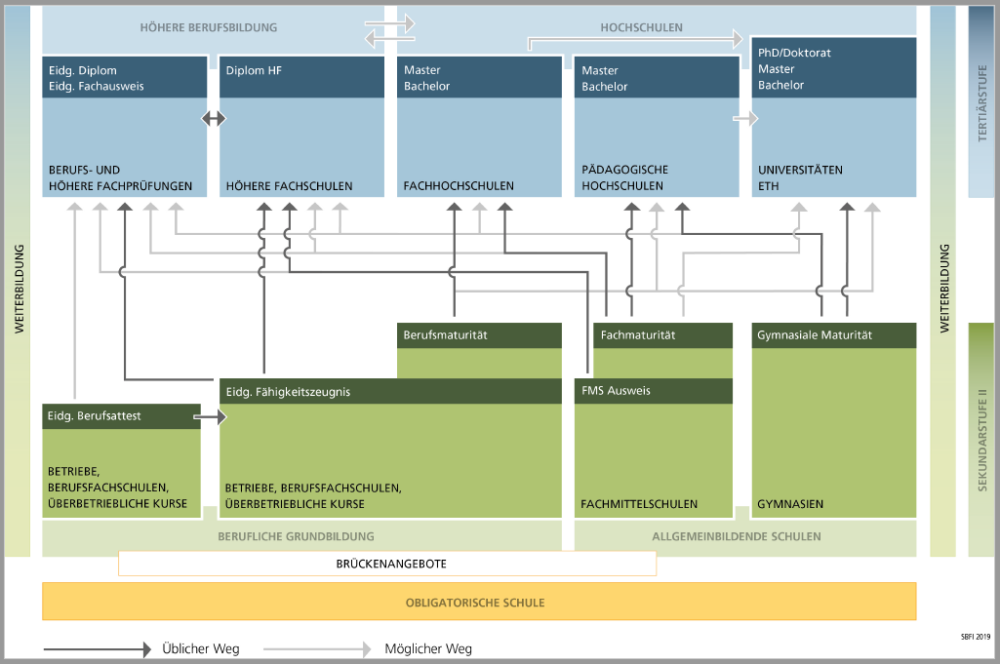 HÖHERE BERUFSBILDUNG
HOCHSCHULEN
Eidg. Diplom
Eidg. Fachausweis
Diplom HF
Master
Bachelor
Master
Bachelor
PhD/Doktorat
Master
Bachelor
BERUFS- UND
HÖHERE FACHPRÜFUNGEN
HÖHERE FACHSCHULEN
FACHHOCHSCHULEN
PÄDAGOGISCHE
HOCHSCHULEN
UNIVERSITÄTEN
ETH
TERTIÄRSTUFE
WEITERBILDUNG
WEITERBILDUNG
Berufsmaturität
Fachmaturität
Gymnasiale Maturität
Eidg. Fähigkeitszeugnis
FMS Ausweis
Eidg. Berufsattest
SEKUNDARSTUFE II
BETRIEBE,
BERUFSFACHSCHULEN,
ÜBERBETRIEBLICHE KURSE
BETRIEBE, BERUFSFACHSCHULEN,
ÜBERBETRIEBLICHE KURSE
FACHMITTELSCHULEN
GYMNASIEN
BERUFLICHE GRUNDBILDUNG
ALLGEMEINBILDENDE SCHULEN
BRÜCKENANGEBOTE
OBLIGATORISCHE SCHULE
SBFI 2019
Üblicher Weg
Möglicher Weg